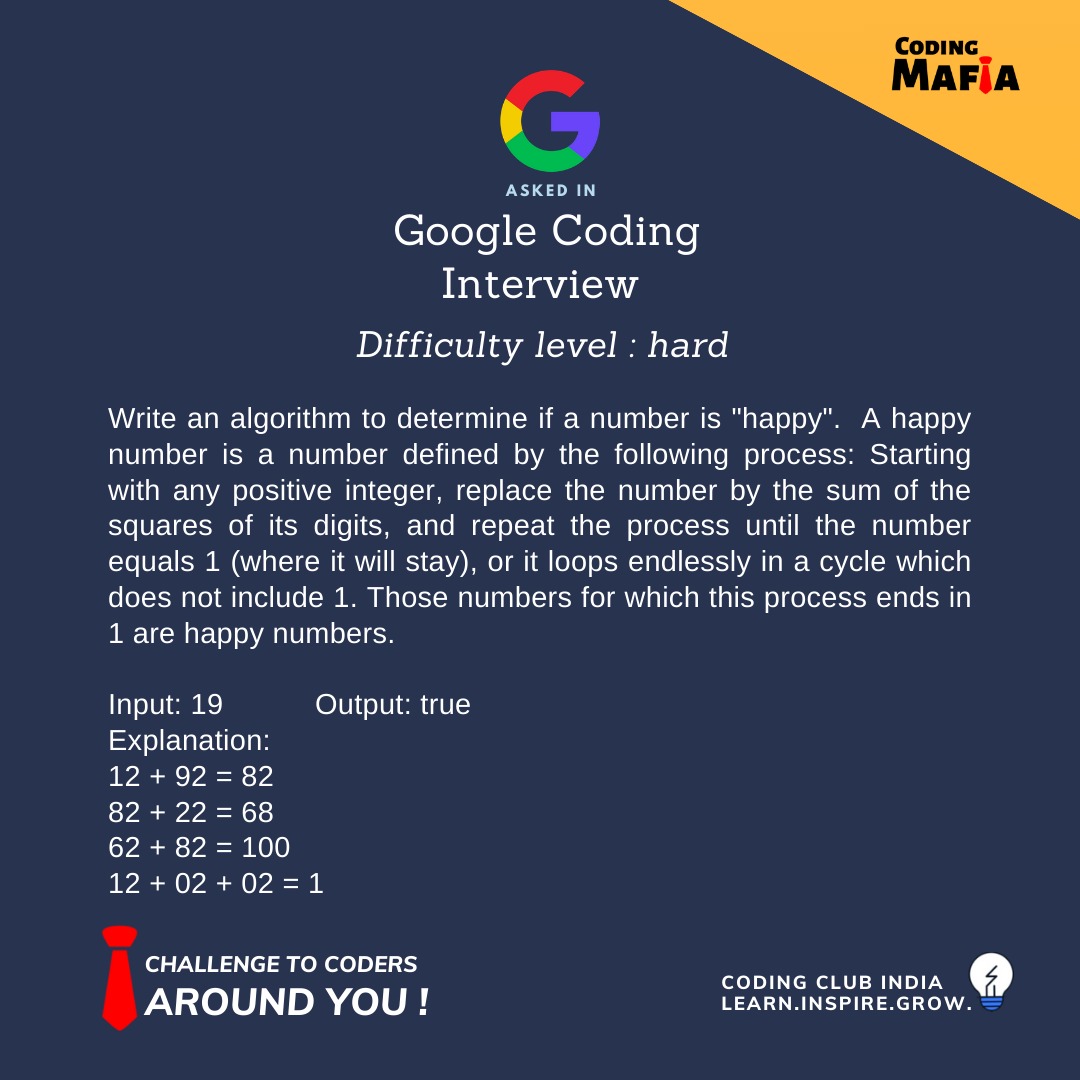 CODING
MAFIA
ASKED IN
Google Coding
Interview
Difficulty level : hard
Write an algorithm to determine if a number is "happy".  A happy
number is a number defined by the following process: Starting
with any positive integer, replace the number by the sum of the
squares of its digits, and repeat the process until the number
equals 1 (where it will stay), or it loops endlessly in a cycle which
does not include 1. Those numbers for which this process ends in
1 are happy numbers.
Input: 19 Output: true
Explanation:
12 + 92 = 82
82 + 22 = 68
62 + 82 = 100
12 + 02 + 02 = 1
CHALLENGE TO CODERS
AROUND YOU !
CODING CLUB INDIA
LEARN.INSPIRE.GROW.